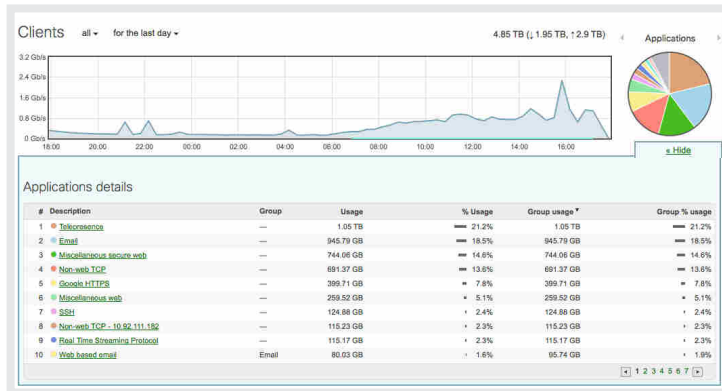 Clients all for the last day 4.85 TB (↓ 1.95 TB, ↑ 2.9 TB) Applications
3.2 Gb/s
2.4 Gb/s
1.6 Gb/s
0.8 Gb/s
0 Gb/s
18:00 20:00 22:00 00:00 02:00 04:00 06:00 08:00 10:00 12:00 14:00 16:00
« Hide
Applications details
# Description Group Usage % Usage Group usage ▼ Group % usage
1 Telepresence — 1.05 TB 21.2% 1.05 TB 21.2%
2 Email — 945.79 GB 18.5% 945.79 GB 18.5%
3 Miscellaneous secure web — 744.06 GB 14.6% 744.06 GB 14.6%
4 Non-web TCP — 691.37 GB 13.6% 691.37 GB 13.6%
5 Google HTTPS — 399.71 GB 7.8% 399.71 GB 7.8%
6 Miscellaneous web — 259.52 GB 5.1% 259.52 GB 5.1%
7 SSH — 124.88 GB 2.4% 124.88 GB 2.4%
8 Non-web TCP - 10.92.111.182 — 115.23 GB 2.3% 115.23 GB 2.3%
9 Real Time Streaming Protocol — 115.17 GB 2.3% 115.17 GB 2.3%
10 Web based email Email 80.03 GB 1.6% 95.74 GB 1.9%
1 2 3 4 5 6 7